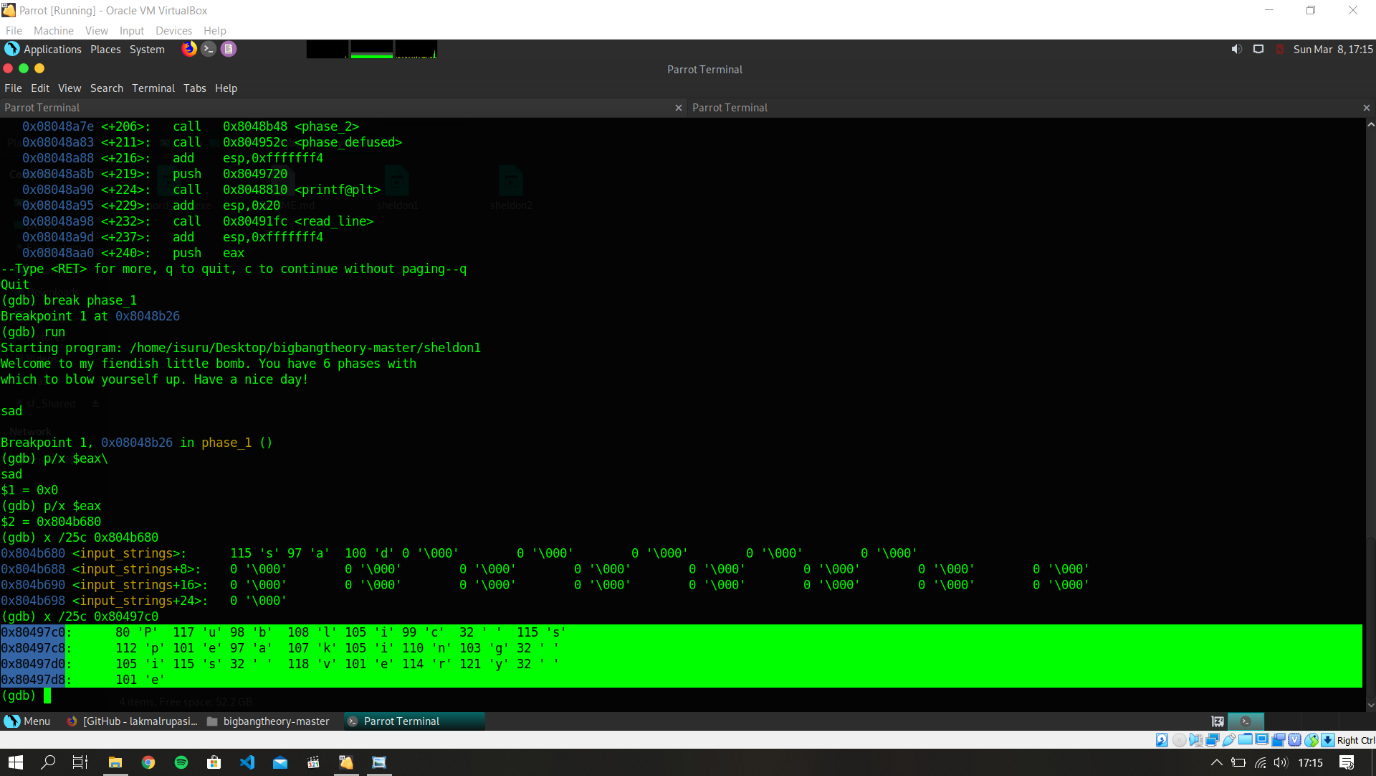 Parrot [Running] - Oracle VM VirtualBox
File Machine View Input Devices Help
Applications Places System Sun Mar 8, 17:15
Parrot Terminal
File Edit View Search Terminal Tabs Help
Parrot Terminal × Parrot Terminal ×
0x08048a7e <+206>: call 0x8048b48 <phase_2>
0x08048a83 <+211>: call 0x804952c <phase_defused>
0x08048a88 <+216>: add esp,0xfffffff4
0x08048a8b <+219>: push 0x8049720
0x08048a90 <+224>: call 0x8048810 <printf@plt>
0x08048a95 <+229>: add esp,0x20
0x08048a98 <+232>: call 0x80491fc <read_line>
0x08048a9d <+237>: add esp,0xfffffff4
0x08048aa0 <+240>: push eax
sheldon1 sheldon2
--Type <RET> for more, q to quit, c to continue without paging--q
Quit
(gdb) break phase_1
Breakpoint 1 at 0x8048b26
(gdb) run
Starting program: /home/isuru/Desktop/bigbangtheory-master/sheldon1
Welcome to my fiendish little bomb. You have 6 phases with
which to blow yourself up. Have a nice day!
sad
Network
Breakpoint 1, 0x08048b26 in phase_1 ()
(gdb) p/x $eax\
sad
$1 = 0x0
(gdb) p/x $eax
$2 = 0x804b680
(gdb) x /25c 0x804b680
0x804b680 <input_strings>: 115 's' 97 'a' 100 'd' 0 '\000' 0 '\000' 0 '\000' 0 '\000' 0 '\000'
0x804b688 <input_strings+8>: 0 '\000' 0 '\000' 0 '\000' 0 '\000' 0 '\000' 0 '\000' 0 '\000' 0 '\000'
0x804b690 <input_strings+16>: 0 '\000' 0 '\000' 0 '\000' 0 '\000' 0 '\000' 0 '\000' 0 '\000' 0 '\000'
0x804b698 <input_strings+24>: 0 '\000'
(gdb) x /25c 0x80497c0
0x80497c0: 80 'P' 117 'u' 98 'b' 108 'l' 105 'i' 99 'c' 32 ' ' 115 's'
0x80497c8: 112 'p' 101 'e' 97 'a' 107 'k' 105 'i' 110 'n' 103 'g' 32 ' '
0x80497d0: 105 'i' 115 's' 32 ' ' 118 'v' 101 'e' 114 'r' 121 'y' 32 ' '
0x80497d8: 101 'e'
(gdb)
Menu [GitHub - lakmalrupasi... bigbangtheory-master Parrot Terminal
Right Ctrl
17:15